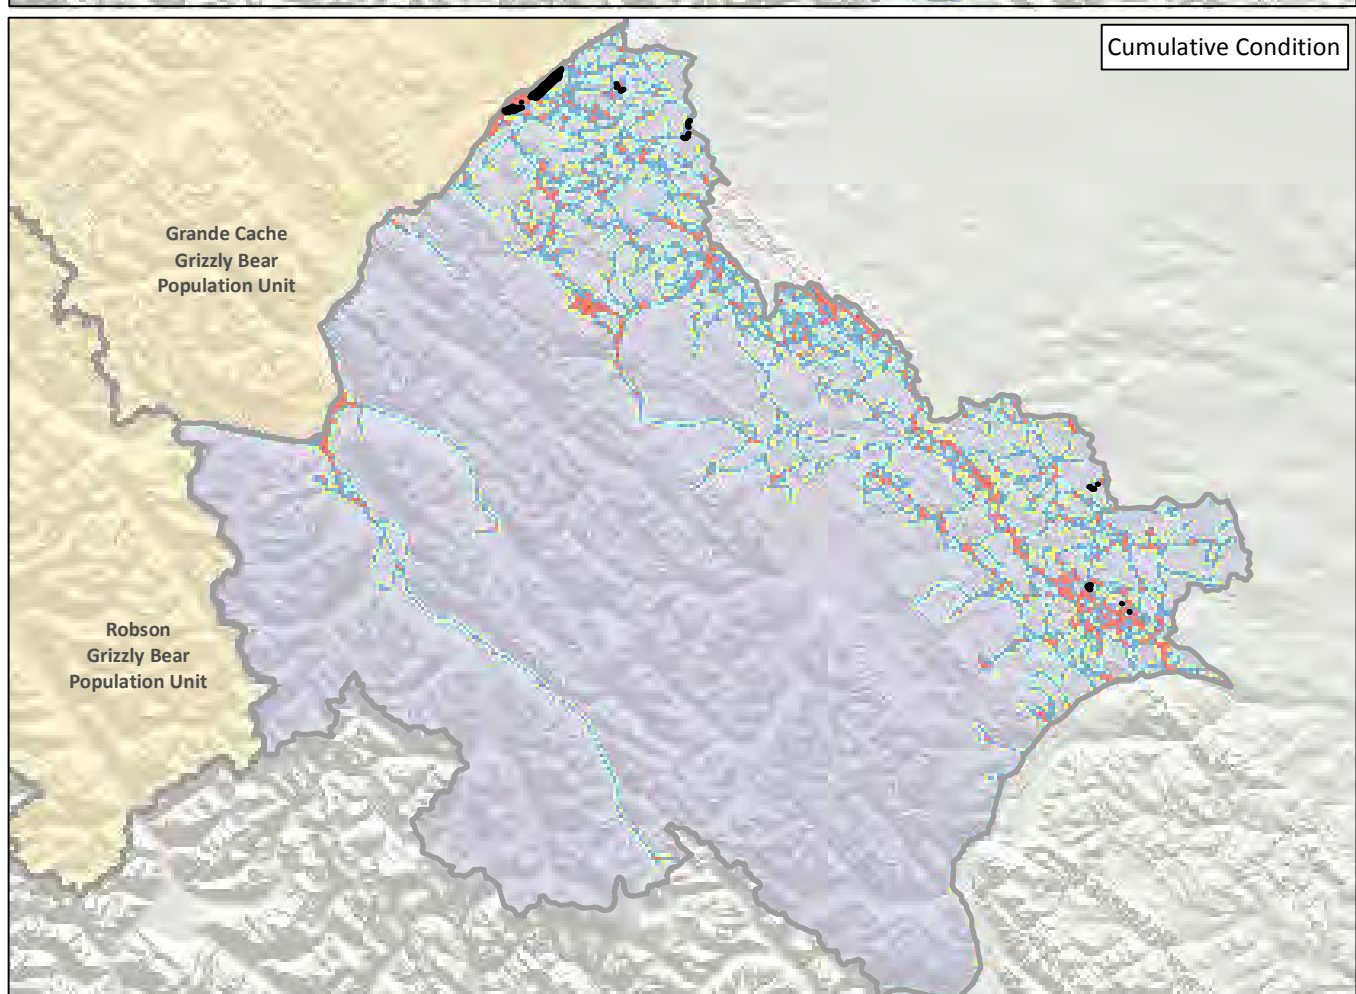 Cumulative Condition
Grande Cache
Grizzly Bear
Population Unit
Robson
Grizzly Bear
Population Unit